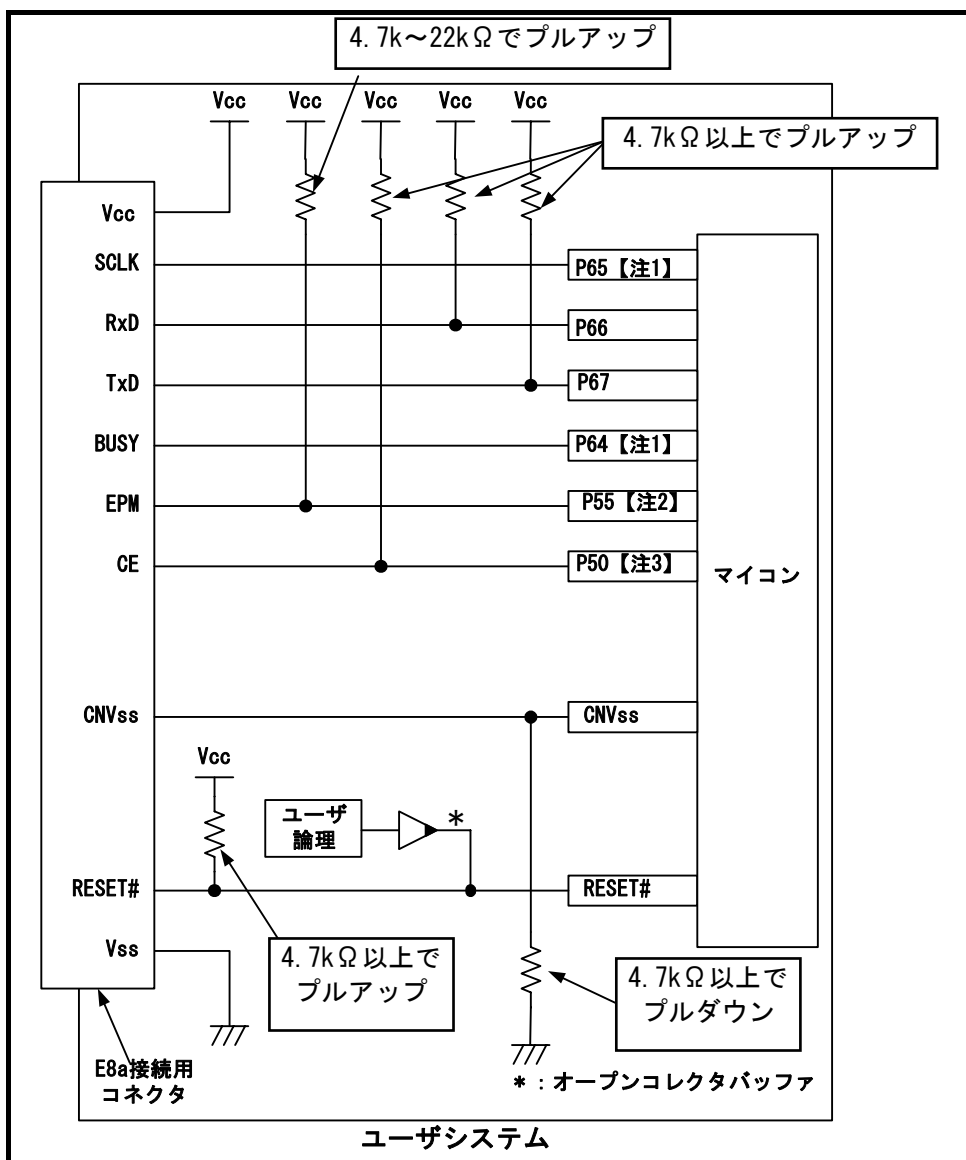 4.7k～22kΩでプルアップ
Vcc Vcc Vcc Vcc Vcc
4.7kΩ以上でプルアップ
Vcc
SCLK
P65【注1】
RxD
P66
TxD
P67
BUSY
P64【注1】
EPM
P55【注2】
CE
P50【注3】
マイコン
CNVss
CNVss
Vcc
ユーザ
論理
*
RESET#
RESET#
Vss
4.7kΩ以上で
プルアップ
4.7kΩ以上で
プルダウン
E8a接続用
コネクタ
*：オープンコレクタバッファ
ユーザシステム